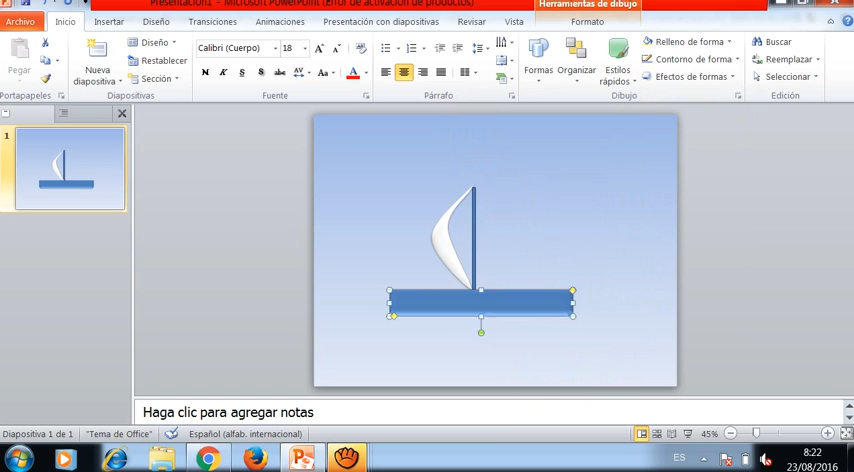 Presentación1 - Microsoft PowerPoint (Error de activación de productos)
Herramientas de dibujo
Archivo Inicio Insertar Diseño Transiciones Animaciones Presentación con diapositivas Revisar Vista Formato
Pegar
Nueva diapositiva
Diseño
Restablecer
Sección
Calibri (Cuerpo) 18
N K S S abc AV Aa A
Formas Organizar Estilos rápidos
Relleno de forma
Contorno de forma
Efectos de formas
Buscar
Reemplazar
Seleccionar
Portapapeles Diapositivas Fuente Párrafo Dibujo Edición
1
Haga clic para agregar notas
Diapositiva 1 de 1 "Tema de Office" Español (alfab. internacional) 45%
ES 8:22
23/08/2016